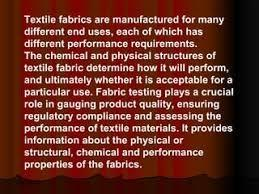 Textile fabrics are manufactured for many
different end uses, each of which has
different performance requirements.
The chemical and physical structures of
textile fabric determine how it will perform,
and ultimately whether it is acceptable for a
particular use. Fabric testing plays a crucial
role in gauging product quality, ensuring
regulatory compliance and assessing the
performance of textile materials. It provides
information about the physical or
structural, chemical and performance
properties of the fabrics.